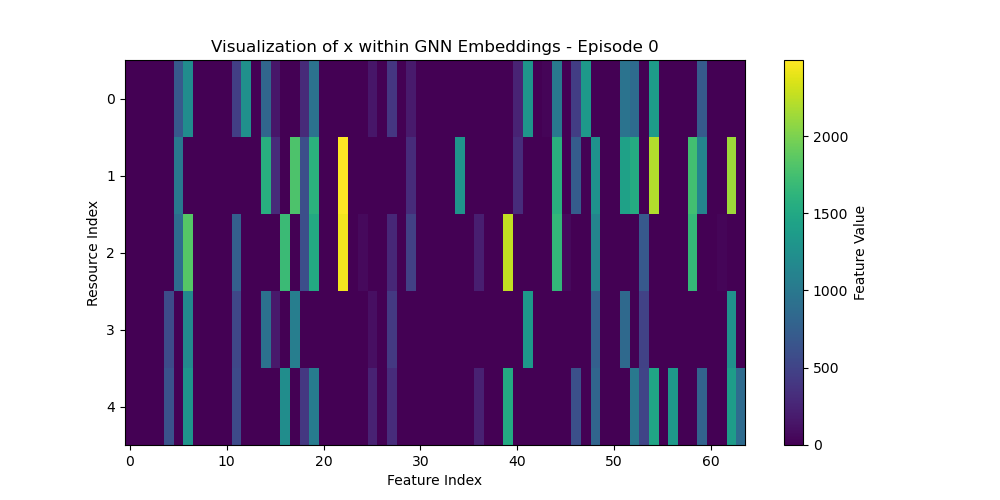 Visualization of x within GNN Embeddings - Episode 0
Resource Index
0
1
2
3
4
0 10 20 30 40 50 60
Feature Index
2000
1500
1000
500
0
Feature Value